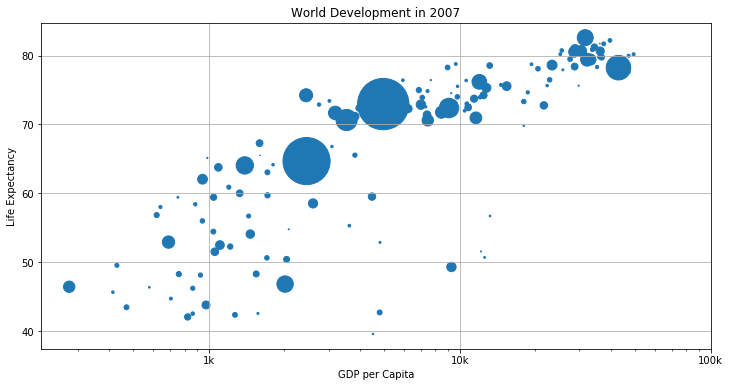 World Development in 2007
Life Expectancy
80
70
60
50
40
1k
10k
100k
GDP per Capita